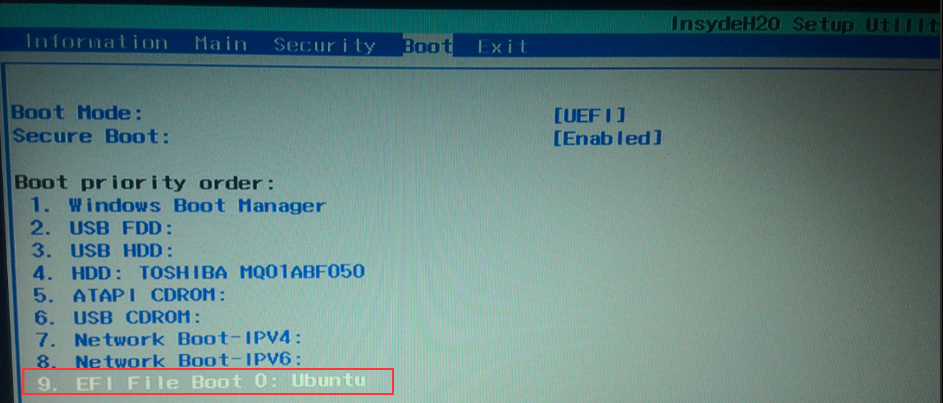 InsydeH20 Setup Utilit
Information Main Security Boot Exit
Boot Mode: [UEFI]
Secure Boot: [Enabled]
Boot priority order:
1. Windows Boot Manager
2. USB FDD:
3. USB HDD:
4. HDD: TOSHIBA MQ01ABF050
5. ATAPI CDROM:
6. USB CDROM:
7. Network Boot-IPV4:
8. Network Boot-IPV6:
9. EFI File Boot 0: Ubuntu